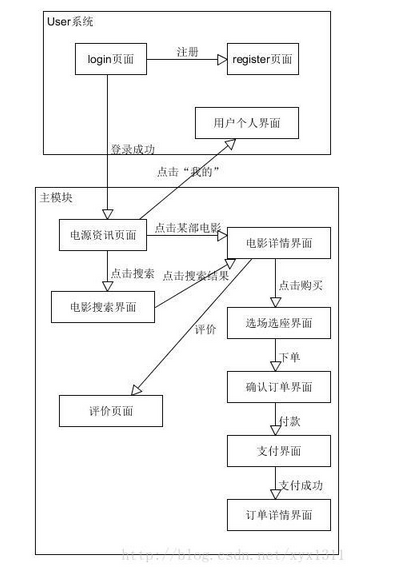 User系统
login页面
注册
register页面
用户个人界面
登录成功
点击“我的”
主模块
电源资讯页面
点击某部电影
电影详情界面
点击搜索
点击搜索结果
点击购买
电影搜索界面
选场选座界面
评价
下单
确认订单界面
评价页面
付款
支付界面
支付成功
订单详情界面
http://blog.csdn.net/xyx1311